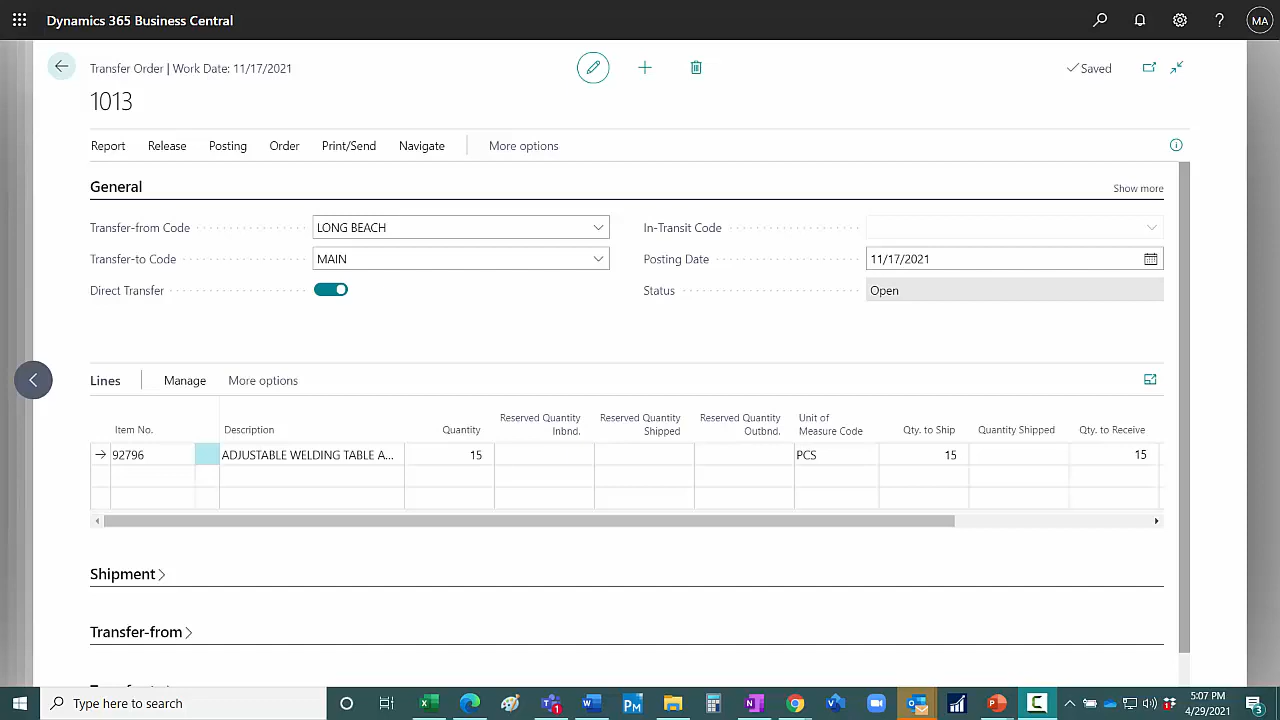 Dynamics 365 Business Central
MA
Transfer Order | Work Date: 11/17/2021
Saved
1013
Report Release Posting Order Print/Send Navigate More options
General
Show more
Transfer-from Code LONG BEACH
In-Transit Code
Transfer-to Code MAIN
Posting Date 11/17/2021
Direct Transfer
Status Open
Lines Manage More options
Item No. Description Quantity Reserved Quantity Inbnd. Reserved Quantity Shipped Reserved Quantity Outbnd. Unit of Measure Code Qty. to Ship Quantity Shipped Qty. to Receive
92796 ADJUSTABLE WELDING TABLE A... 15 PCS 15 15
Shipment
Transfer-from
Type here to search
5:07 PM
4/29/2021